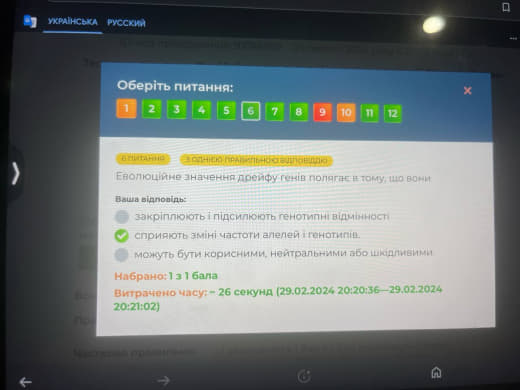 УКРАЇНСЬКА РУССКИЙ
Оберіть питання:
1 2 3 4 5 6 7 8 9 10 11 12
6 ПИТАННЯ З ОДНІЄЮ ПРАВИЛЬНОЮ ВІДПОВІДДЮ
Еволюційне значення дрейфу генів полягає в тому, що вони
Ваша відповідь:
закріплюють і підсилюють генотипні відмінності
сприяють зміні частоти алелей і генотипів.
можуть бути корисними, нейтральними або шкідливими
Набрано: 1 з 1 бала
Витрачено часу: ~ 26 секунд (29.02.2024 20:20:36—29.02.2024
20:21:02)